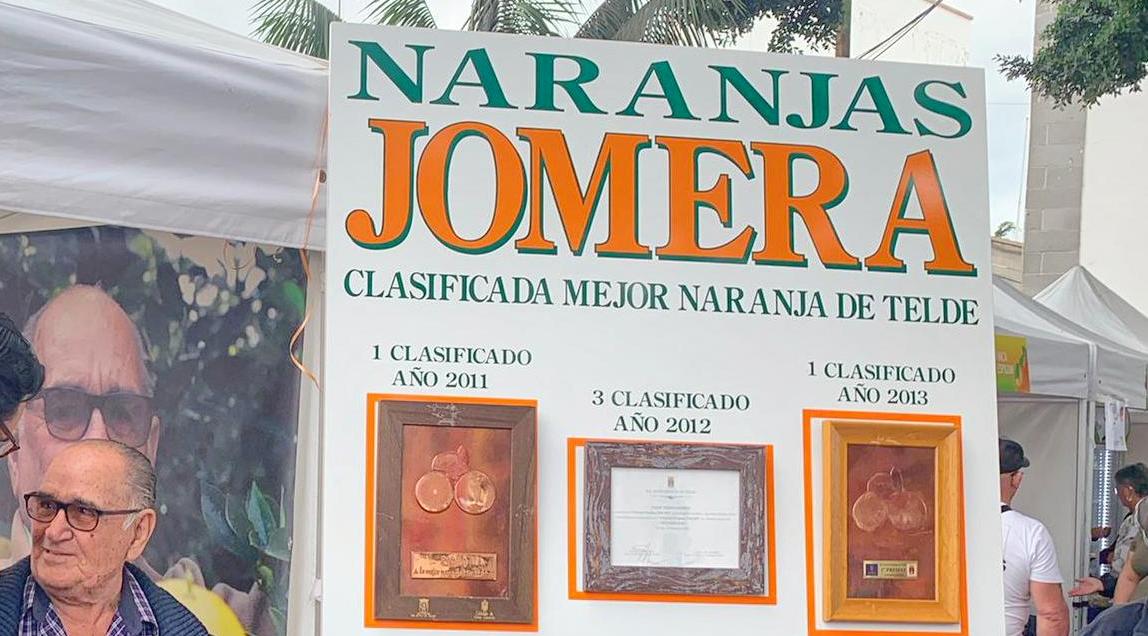 NARANJAS
JOMERA
CLASIFICADA MEJOR NARANJA DE TELDE
1 CLASIFICADO
AÑO 2011
3 CLASIFICADO
AÑO 2012
1 CLASIFICADO
AÑO 2013